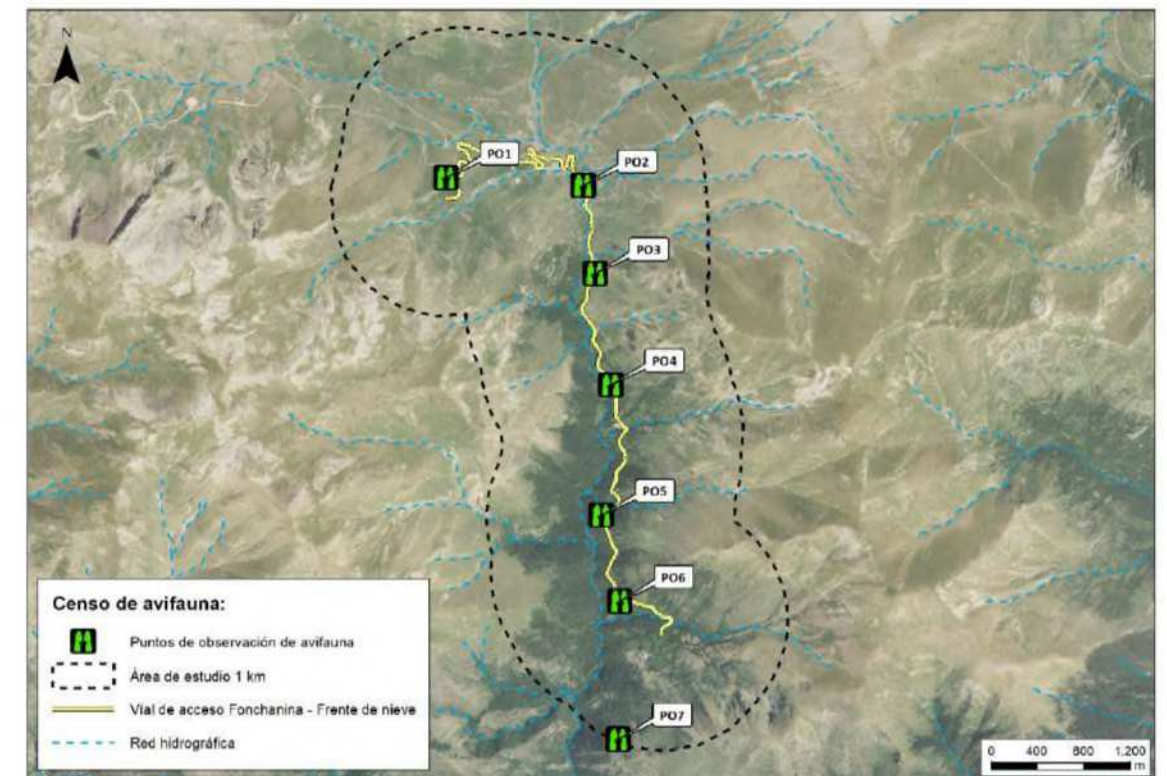 N
PO1
PO2
PO3
PO4
PO5
PO6
PO7
Censo de avifauna:
Puntos de observación de avifauna
Área de estudio 1 km
Vial de acceso Fonchanina - Frente de nieve
Red hidrográfica
0 400 800 1.200
m